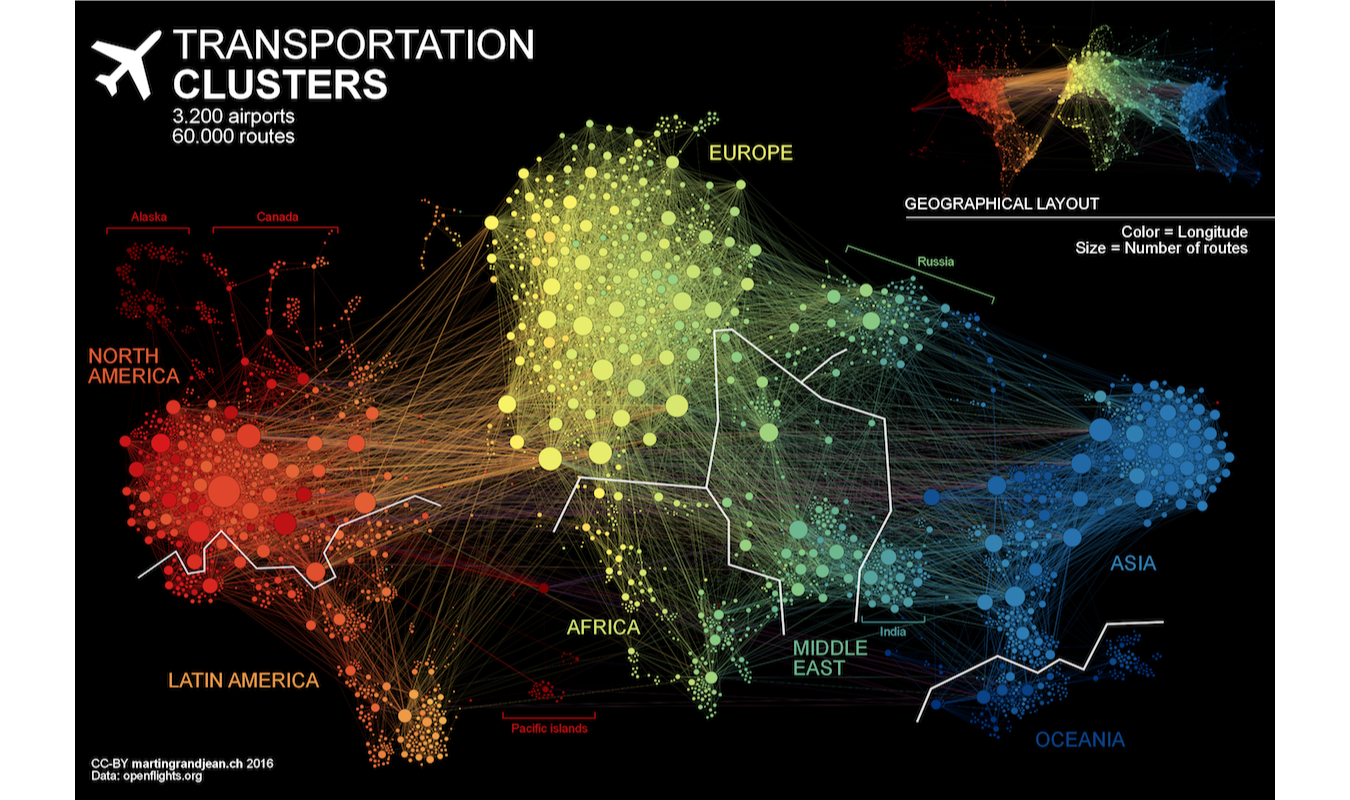 TRANSPORTATION
CLUSTERS
3.200 airports
60.000 routes
EUROPE
GEOGRAPHICAL LAYOUT
Color = Longitude
Size = Number of routes
Alaska
Canada
Russia
NORTH
AMERICA
ASIA
AFRICA
India
MIDDLE
EAST
LATIN AMERICA
Pacific islands
OCEANIA
CC-BY martingrandjean.ch 2016
Data: openflights.org